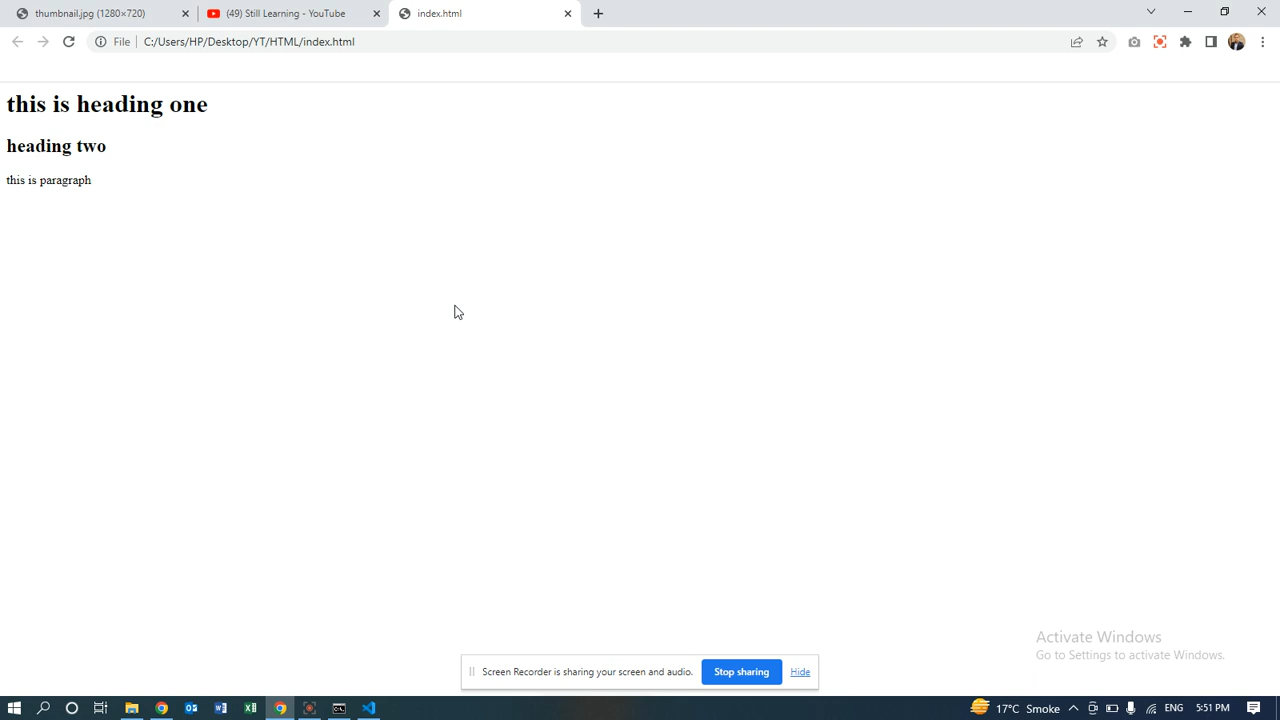 thumbnail.jpg (1280×720)
(49) Still Learning - YouTube
index.html
File
C:/Users/HP/Desktop/YT/HTML/index.html
this is heading one
heading two
this is paragraph
Activate Windows
Go to Settings to activate Windows.
Screen Recorder is sharing your screen and audio.
Stop sharing
Hide
17°C Smoke
ENG
5:51 PM